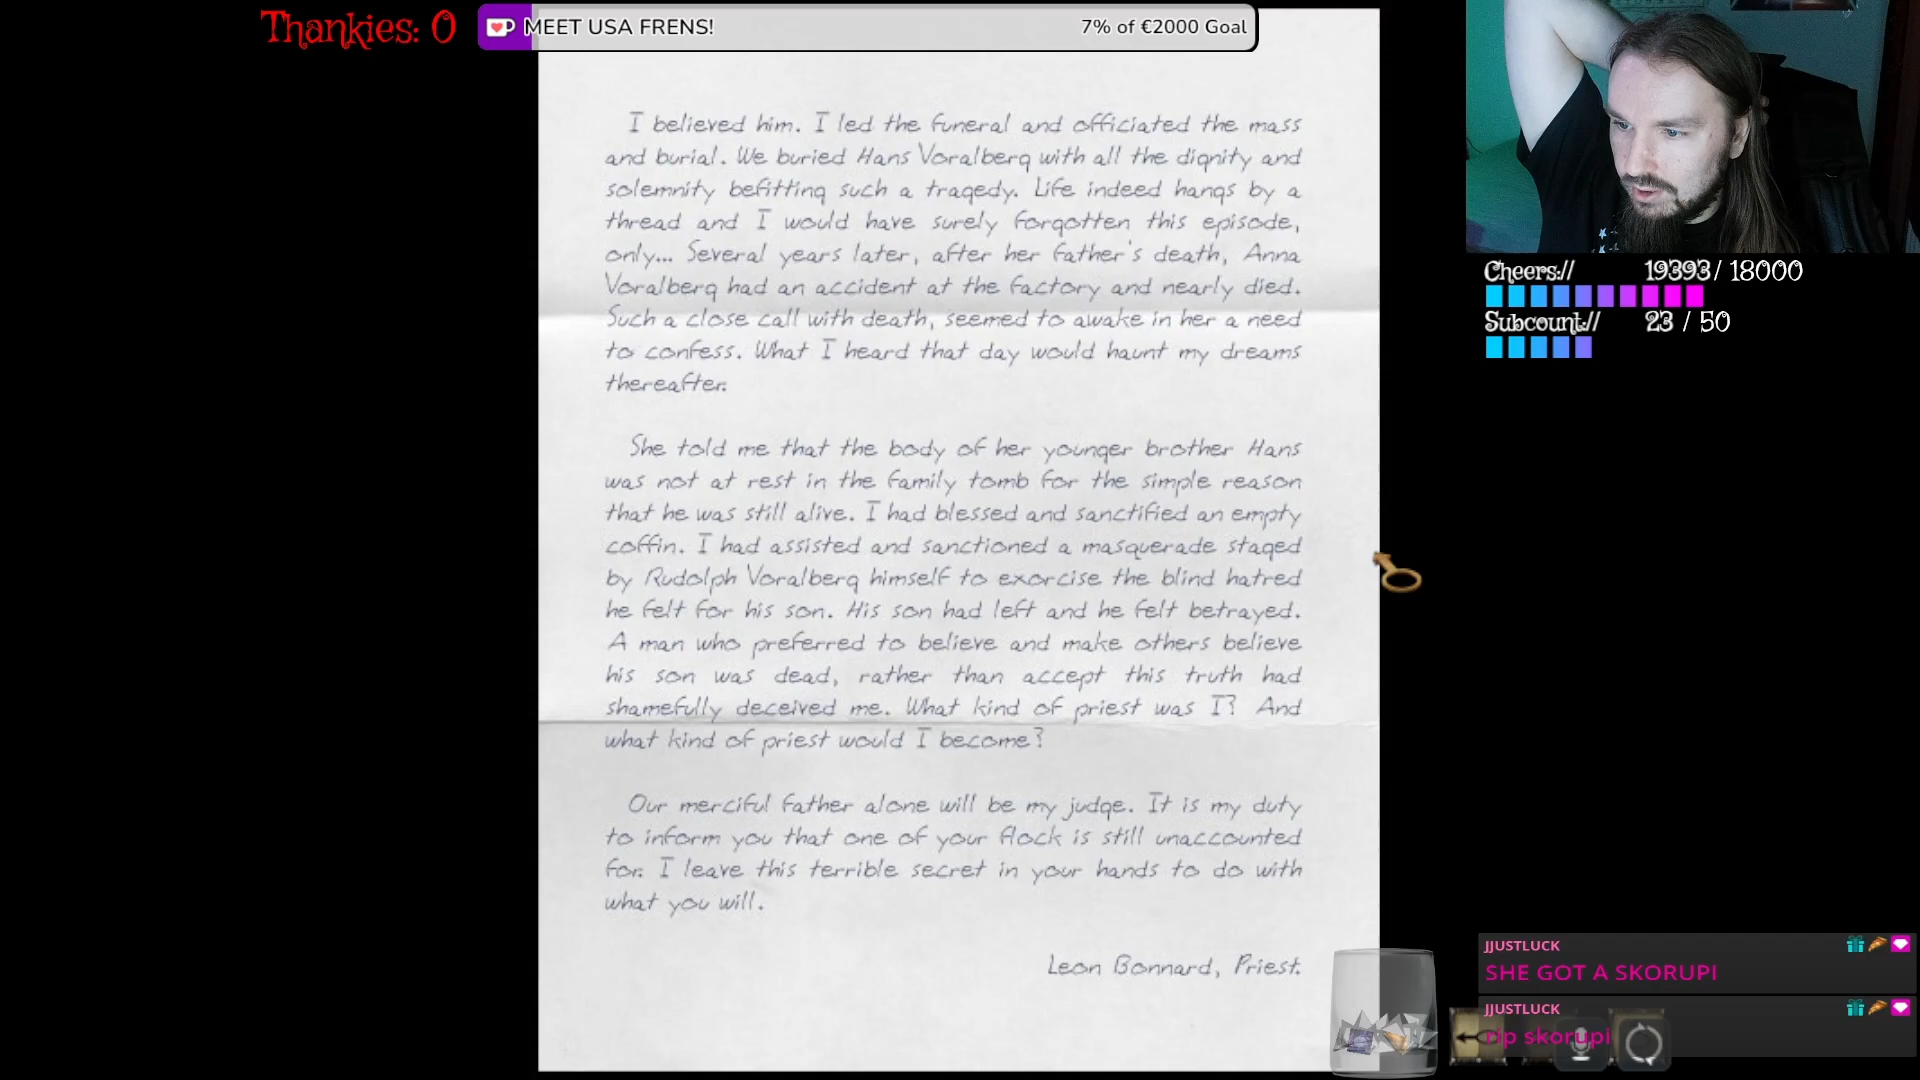 Thankies: 0
MEET USA FRENS!
7% of €2000 Goal
I believed him. I led the funeral and officiated the mass
and burial. We buried Hans Voralberg with all the dignity and
solemnity befitting such a tragedy. Life indeed hangs by a
thread and I would have surely forgotten this episode,
only... Several years later, after her father's death, Anna
Voralberg had an accident at the factory and nearly died.
Such a close call with death, seemed to awake in her a need
to confess. What I heard that day would haunt my dreams
thereafter.
She told me that the body of her younger brother Hans
was not at rest in the family tomb for the simple reason
that he was still alive. I had blessed and sanctified an empty
coffin. I had assisted and sanctioned a masquerade staged
by Rudolph Voralberg himself to exorcise the blind hatred
he felt for his son. His son had left and he felt betrayed.
A man who preferred to believe and make others believe
his son was dead, rather than accept this truth had
shamefully deceived me. What kind of priest was I? And
what kind of priest would I become?
Our merciful father alone will be my judge. It is my duty
to inform you that one of your flock is still unaccounted
for. I leave this terrible secret in your hands to do with
what you will.
Leon Bonnard, Priest.
Cheers// 19393 / 18000
Subcount// 23 / 50
JJUSTLUCK
SHE GOT A SKORUPI
JJUSTLUCK
rip skorupi